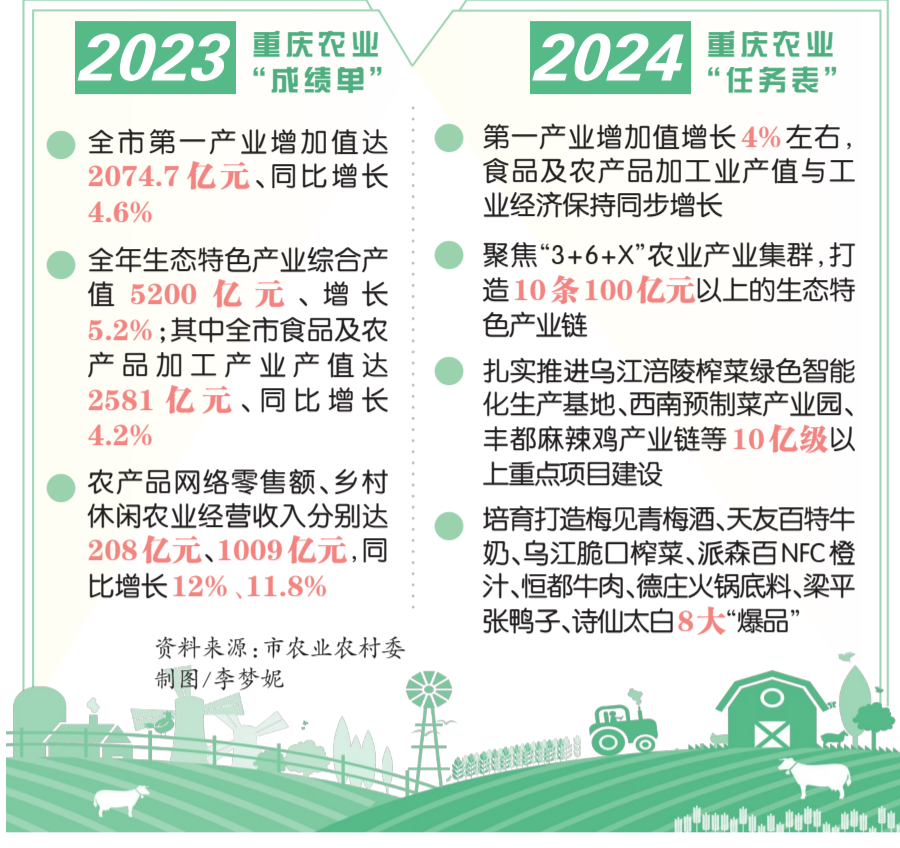 2023
重庆农业
“成绩单”
全市第一产业增加值达
2074.7亿元、同比增长
4.6%
全年生态特色产业综合产
值5200亿元、增长
5.2%；其中全市食品及农
产品加工产业产值达
2581亿元、同比增长
4.2%
农产品网络零售额、乡村
休闲农业经营收入分别达
208亿元、1009亿元，同
比增长12%、11.8%
资料来源：市农业农村委
制图/李梦妮
2024
重庆农业
“任务表”
第一产业增加值增长4%左右，
食品及农产品加工业产值与工
业经济保持同步增长
聚焦“3+6+X”农业产业集群，打
造10条100亿元以上的生态特
色产业链
扎实推进乌江涪陵榨菜绿色智能
化生产基地、西南预制菜产业园、
丰都麻辣鸡产业链等10亿级以
上重点项目建设
培育打造梅见青梅酒、天友百特牛
奶、乌江脆口榨菜、派森百NFC橙
汁、恒都牛肉、德庄火锅底料、梁平
张鸭子、诗仙太白8大“爆品”